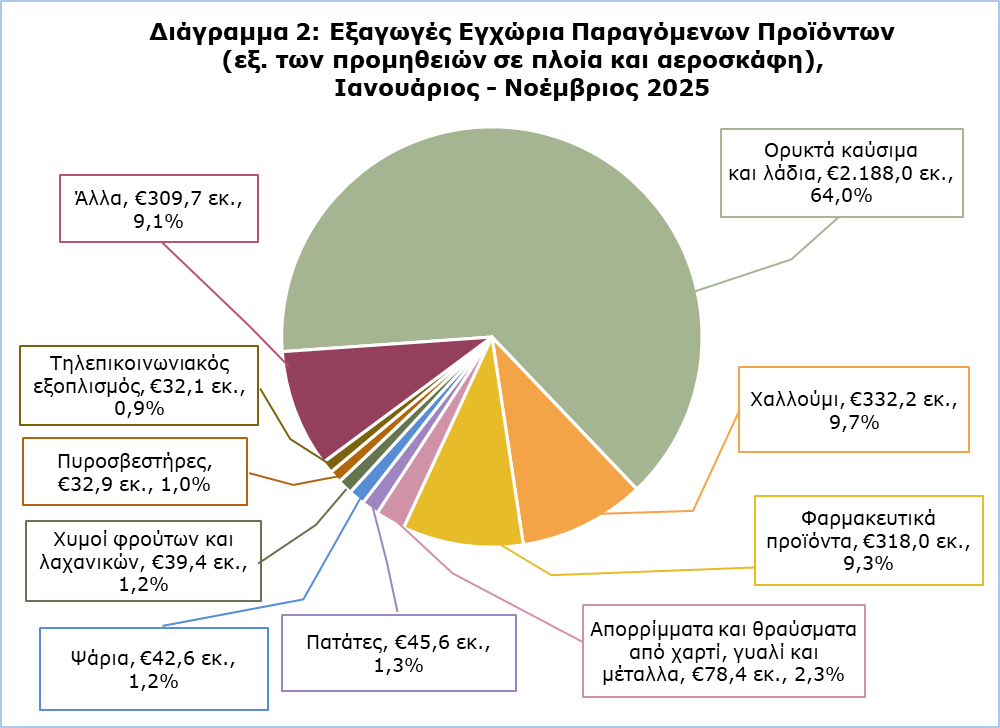 Διάγραμμα 2: Εξαγωγές Εγχώρια Παραγόμενων Προϊόντων
(εξ. των προμηθειών σε πλοία και αεροσκάφη),
Ιανουάριος - Νοέμβριος 2025
Ορυκτά καύσιμα
και λάδια, €2.188,0 εκ.,
64,0%
Άλλα, €309,7 εκ.,
9,1%
Τηλεπικοινωνιακός
εξοπλισμός, €32,1 εκ.,
0,9%
Χαλλούμι, €332,2 εκ.,
9,7%
Πυροσβεστήρες,
€32,9 εκ., 1,0%
Φαρμακευτικά
προϊόντα, €318,0 εκ.,
9,3%
Χυμοί φρούτων και
λαχανικών, €39,4 εκ.,
1,2%
Απορρίμματα και θραύσματα
από χαρτί, γυαλί και
μέταλλα, €78,4 εκ., 2,3%
Πατάτες, €45,6 εκ.,
1,3%
Ψάρια, €42,6 εκ.,
1,2%